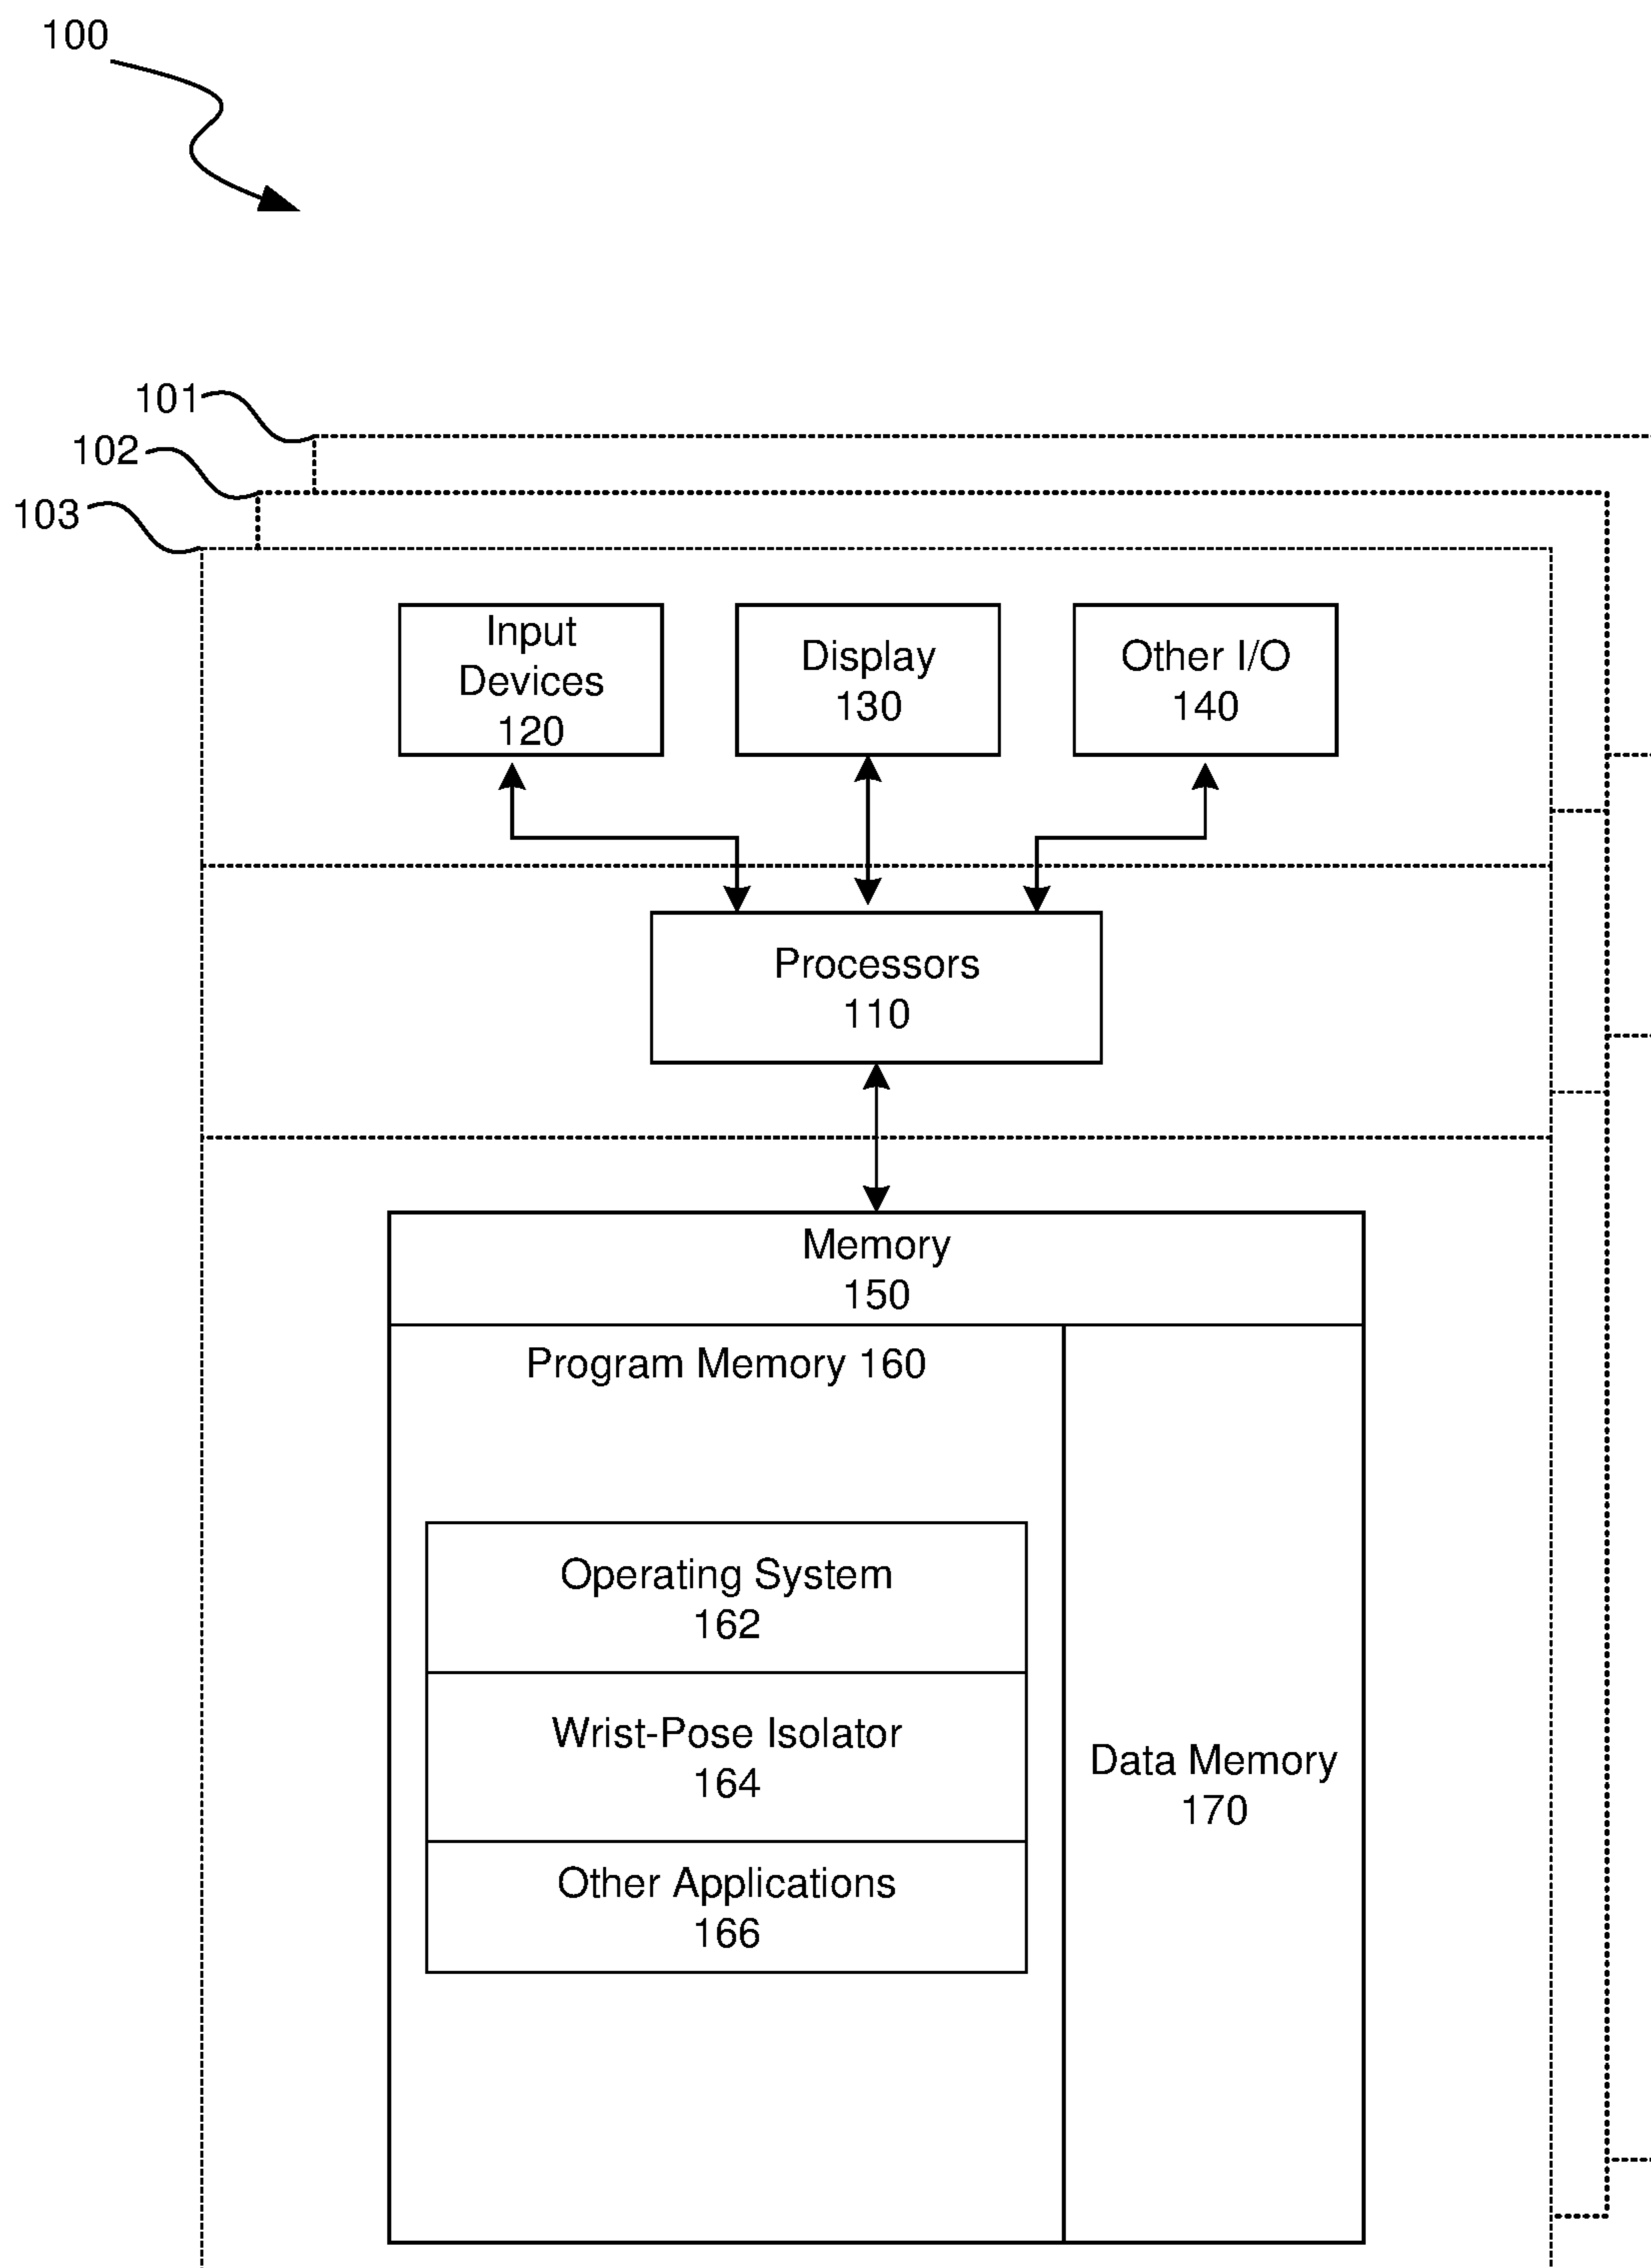 100
101
102
103
Input
Devices
120
Display
130
Other I/O
140
Processors
110
Memory
150
Program Memory 160
Operating System
162
Wrist-Pose Isolator
164
Other Applications
166
Data Memory
170